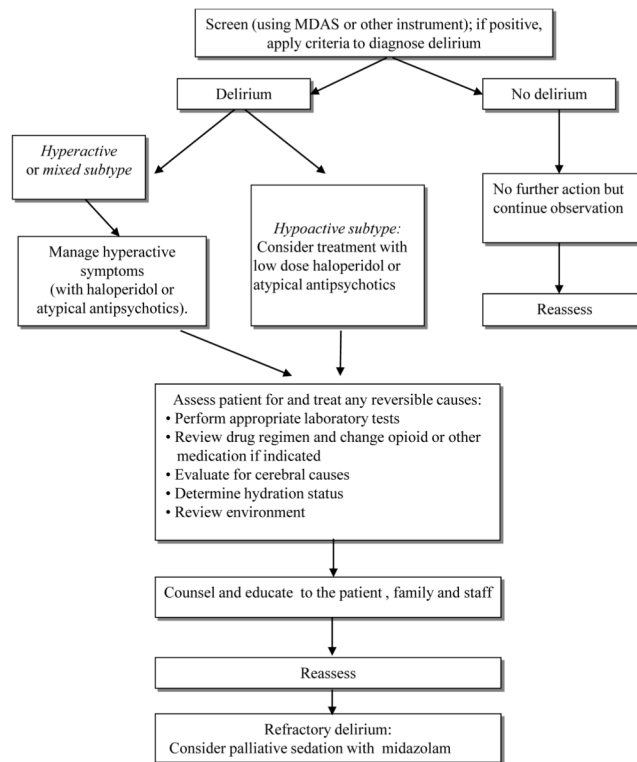 Screen (using MDAS or other instrument); if positive,
apply criteria to diagnose delirium
Delirium
No delirium
Hyperactive
or mixed subtype
Hypoactive subtype:
Consider treatment with
low dose haloperidol or
atypical antipsychotics
No further action but
continue observation
Manage hyperactive
symptoms
(with haloperidol or
atypical antipsychotics).
Reassess
Assess patient for and treat any reversible causes:
• Perform appropriate laboratory tests
• Review drug regimen and change opioid or other
medication if indicated
• Evaluate for cerebral causes
• Determine hydration status
• Review environment
Counsel and educate to the patient , family and staff
Reassess
Refractory delirium:
Consider palliative sedation with midazolam